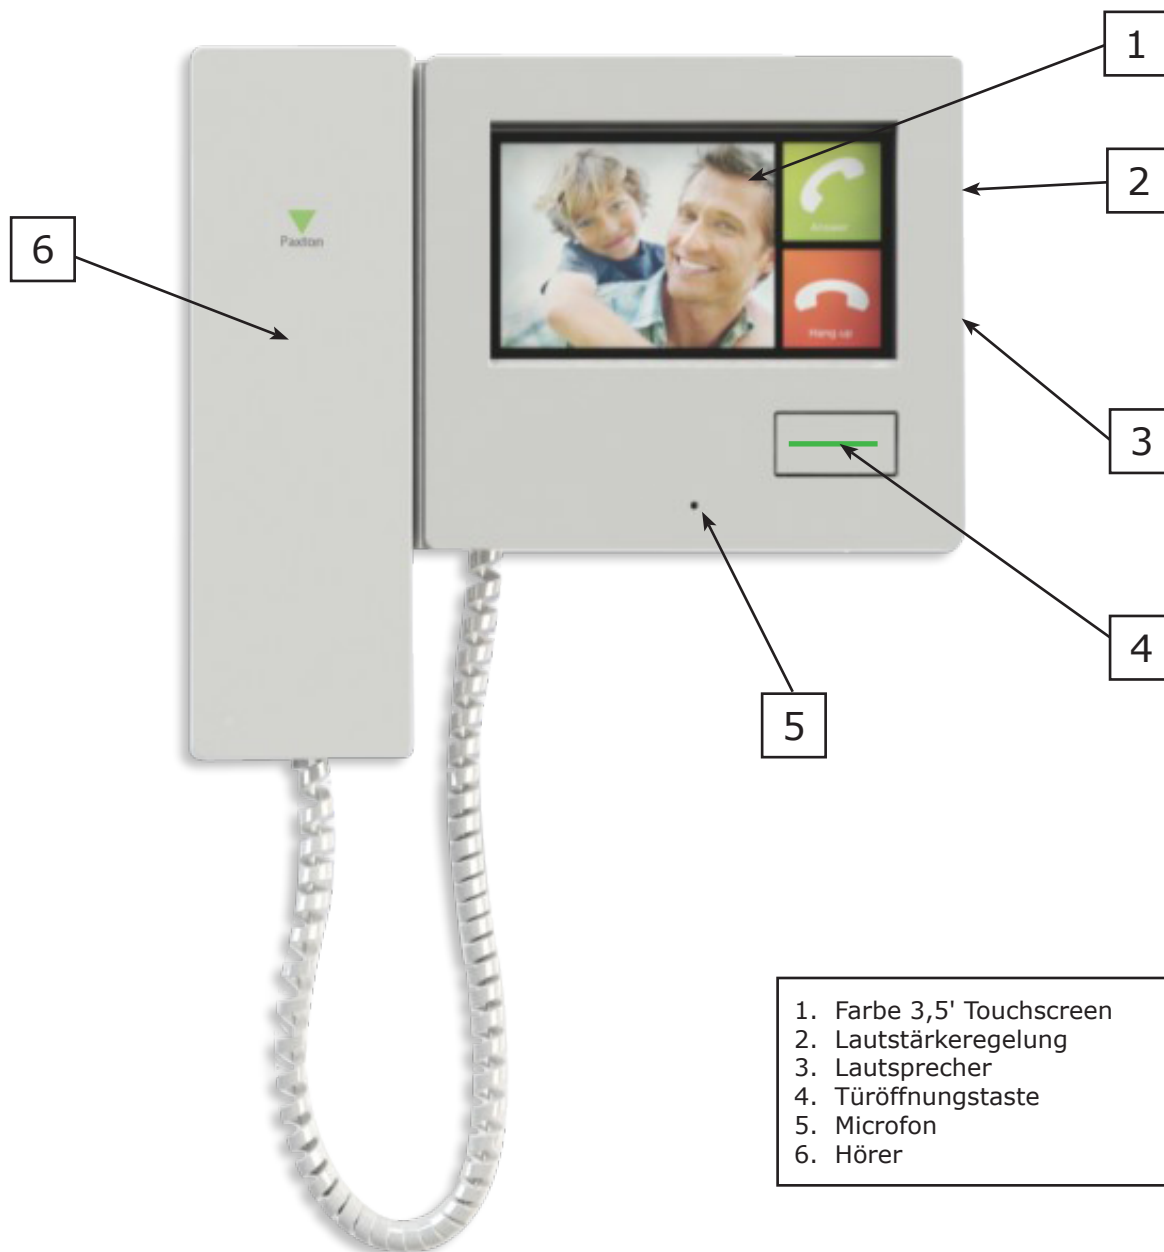 1
2
3
4
5
6
Paxton
Answer
Hang up
1. Farbe 3,5' Touchscreen
2. Lautstärkeregelung
3. Lautsprecher
4. Türöffnungstaste
5. Microfon
6. Hörer